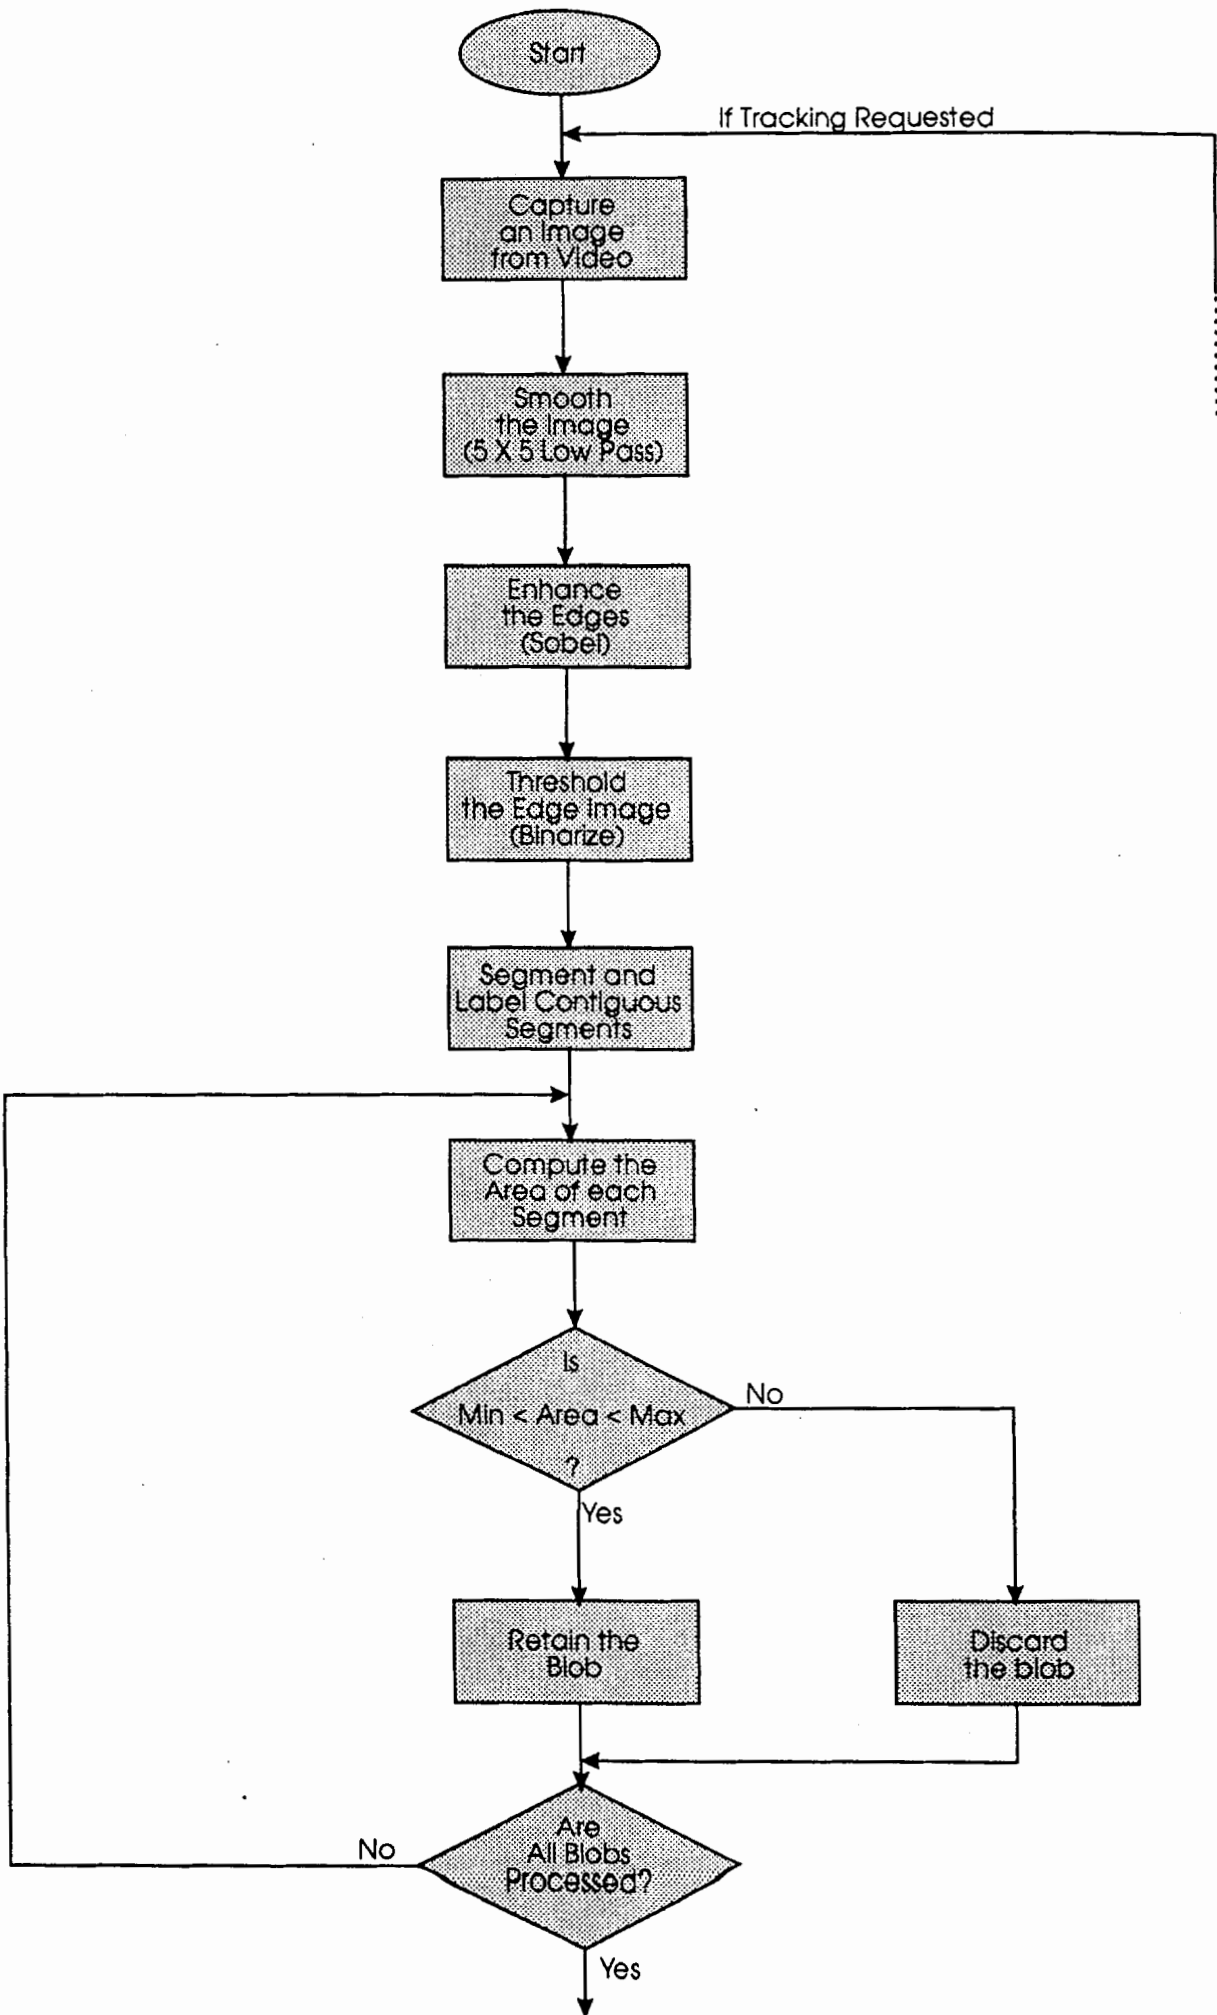 Start
If Tracking Requested
Capture
an Image
from Video
Smooth
the Image
(5 X 5 Low Pass)
Enhance
the Edges
(Sobel)
Threshold
the Edge Image
(Binarize)
Segment and
Label Contiguous
Segments
Compute the
Area of each
Segment
Is
Min < Area < Max
?
No
Yes
Retain the
Blob
Discard
the blob
Are
All Blobs
Processed?
No
Yes